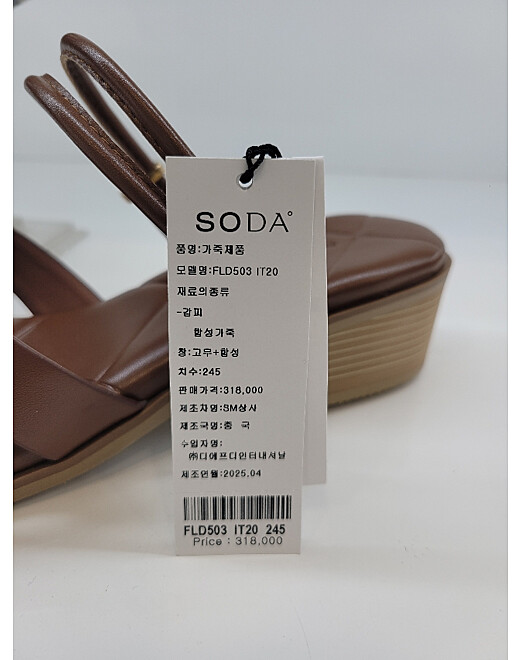 SODA°
품명:가죽제품
모델명:FLD503 IT20
재료의종류
-갑피
합성가죽
창:고무+합성
치수:245
판매가격:318,000
제조자명:SM상사
제조국명:중 국
수입자명:
㈜디에프디인터내셔날
제조연월:2025.04
FLD503 IT20 245
Price : 318,000